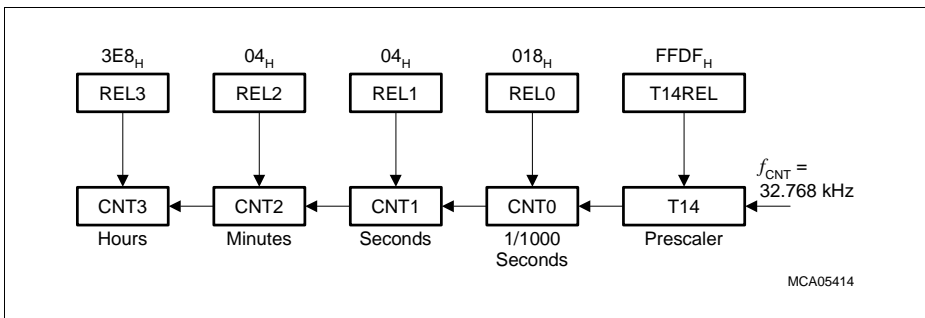 3E8H 04H 04H 018H FFDFH
REL3 REL2 REL1 REL0 T14REL
fCNT =
32.768 kHz
CNT3 CNT2 CNT1 CNT0 T14
Hours Minutes Seconds 1/1000 Prescaler
Seconds
MCA05414